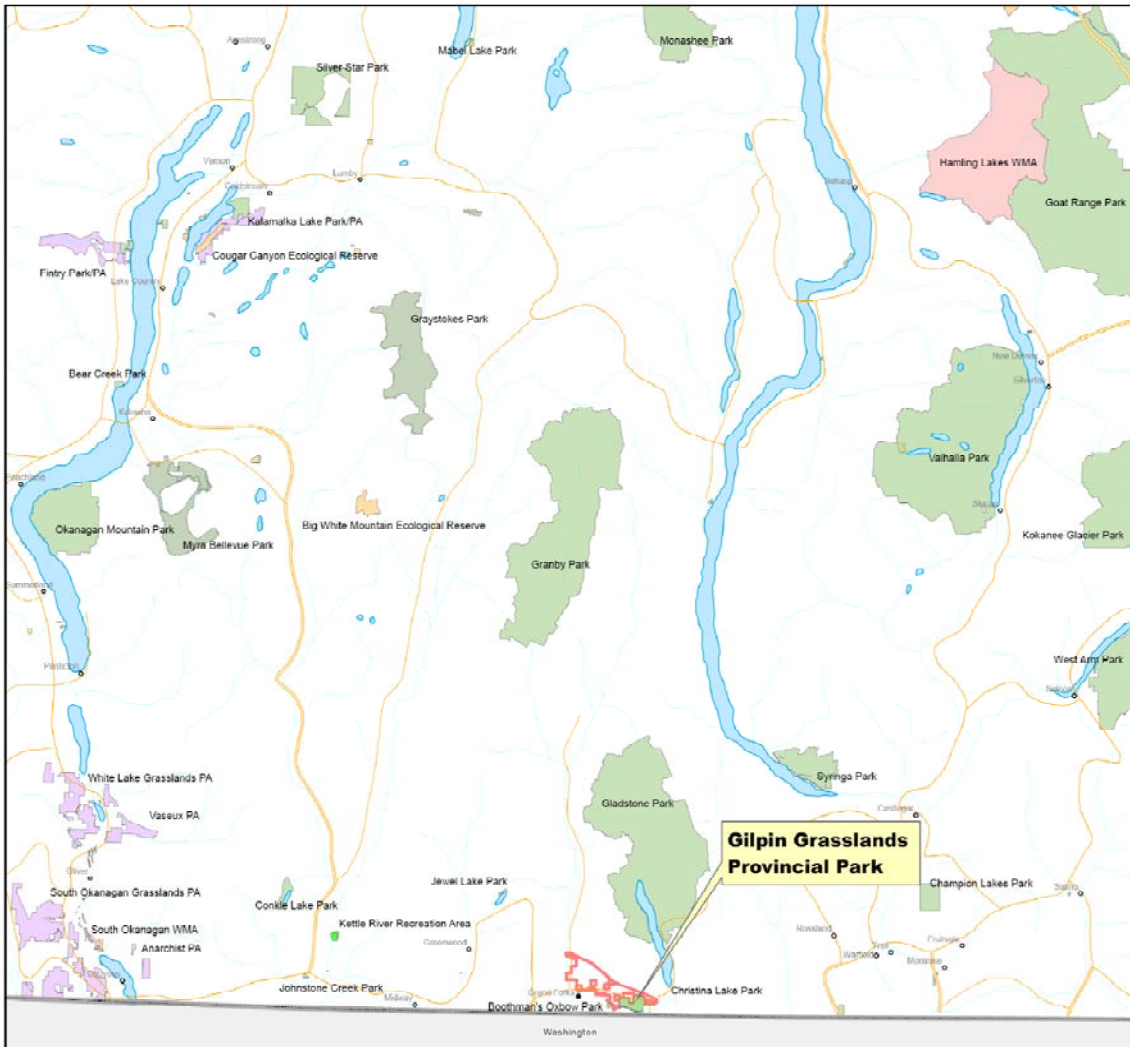 Armstrong
Mabel Lake Park
Monashee Park
Silver Star Park
Vernon
Coldstream
Lumby
Nakusp
Hamling Lakes WMA
Goat Range Park
Kalamalka Lake Park/PA
Cougar Canyon Ecological Reserve
Fintry Park/PA
Lake Country
Graystokes Park
New Denver
Silverton
Bear Creek Park
Kelowna
Valhalla Park
Peachland
Slocan
Okanagan Mountain Park
Myra Bellevue Park
Big White Mountain Ecological Reserve
Kokanee Glacier Park
Granby Park
Summerland
West Arm Park
Penticton
Nelson
White Lake Grasslands PA
Syringa Park
Gladstone Park
Vaseux PA
Castlegar
Gilpin Grasslands
Provincial Park
Oliver
Jewel Lake Park
Champion Lakes Park
South Okanagan Grasslands PA
Salmo
Conkle Lake Park
Kettle River Recreation Area
South Okanagan WMA
Greenwood
Rossland
Anarchist PA
Trail
Fruitvale
Warfield
Montrose
Osoyoos
Johnstone Creek Park
Midway
Grand Forks
Christina Lake Park
Boothman's Oxbow Park
Washington